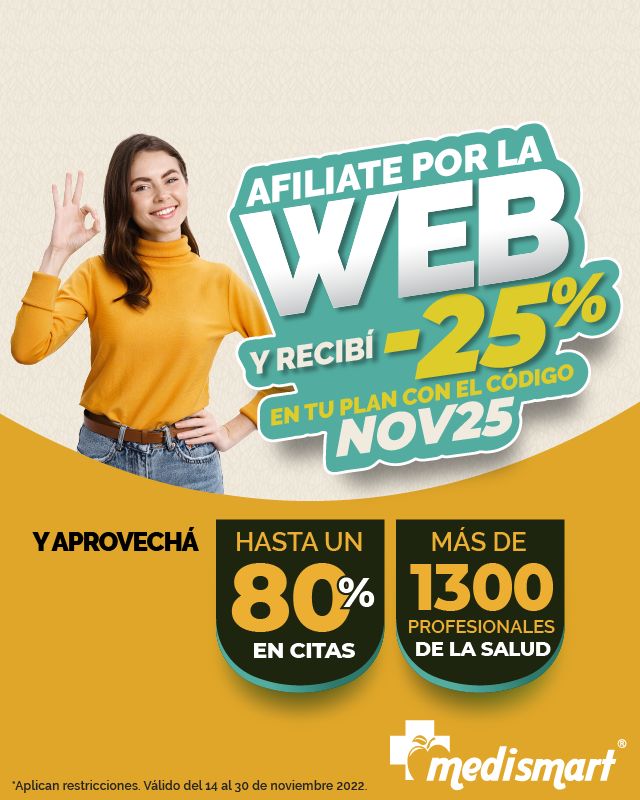 AFILIATE POR LA
WEB
Y RECIBÍ -25%
EN TU PLAN CON EL CÓDIGO
NOV25
Y APROVECHÁ
HASTA UN
80%
EN CITAS
MÁS DE
1300
PROFESIONALES
DE LA SALUD
medismart®
*Aplican restricciones. Válido del 14 al 30 de noviembre 2022.